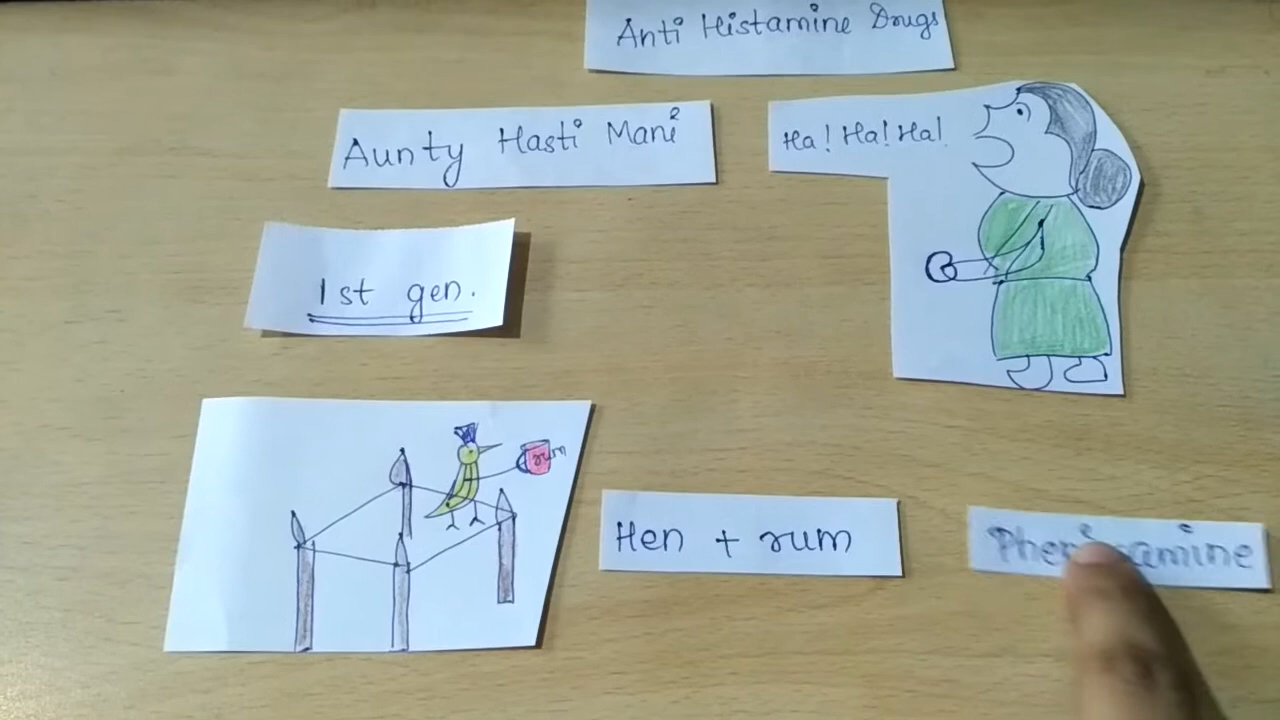 Anti Histamine Drugs
Aunty Hasti Mani
Ha! Ha! Ha!
1st gen.
rum
Hen + rum